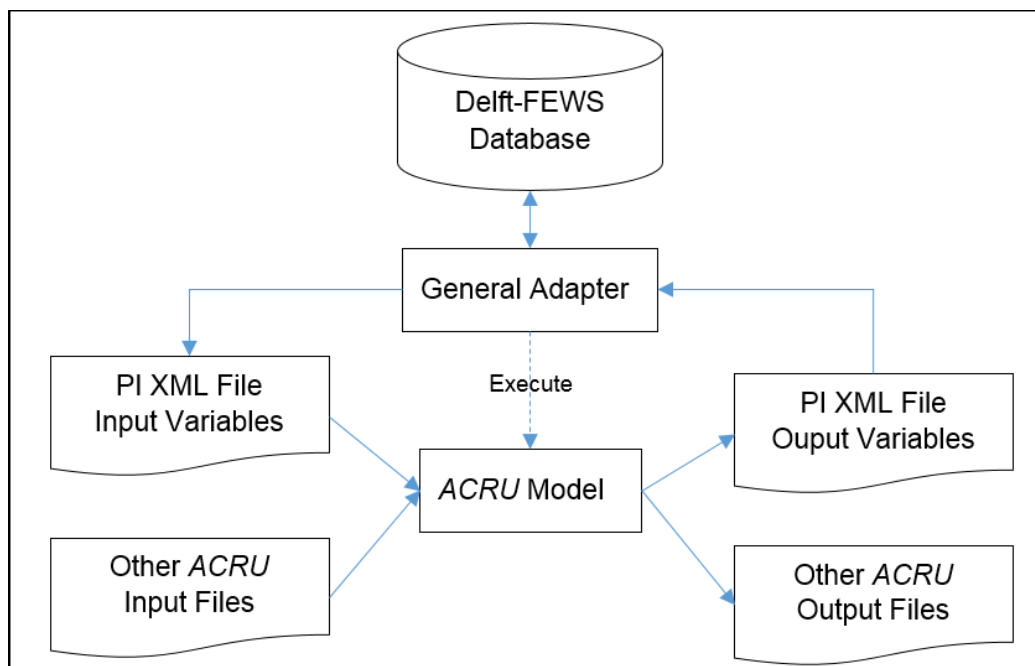 Delft-FEWS
Database
General Adapter
PI XML File
Input Variables
Execute
PI XML File
Ouput Variables
ACRU Model
Other ACRU
Input Files
Other ACRU
Output Files